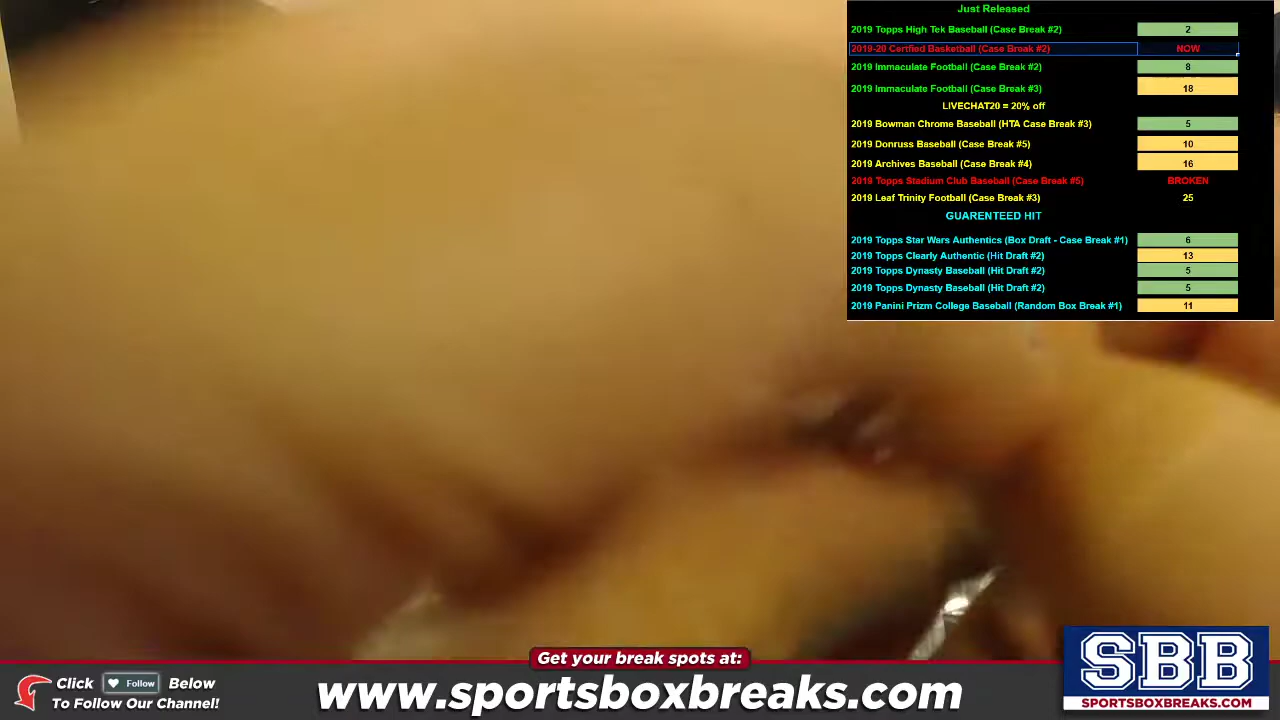 Just Released
2019 Topps High Tek Baseball (Case Break #2) 2
2019-20 Certfied Basketball (Case Break #2) NOW
2019 Immaculate Football (Case Break #2) 8
2019 Immaculate Football (Case Break #3) 18
LIVECHAT20 = 20% off
2019 Bowman Chrome Baseball (HTA Case Break #3) 5
2019 Donruss Baseball (Case Break #5) 10
2019 Archives Baseball (Case Break #4) 16
2019 Topps Stadium Club Baseball (Case Break #5) BROKEN
2019 Leaf Trinity Football (Case Break #3) 25
GUARENTEED HIT
2019 Topps Star Wars Authentics (Box Draft - Case Break #1) 6
2019 Topps Clearly Authentic (Hit Draft #2) 13
2019 Topps Dynasty Baseball (Hit Draft #2) 5
2019 Topps Dynasty Baseball (Hit Draft #2) 5
2019 Panini Prizm College Baseball (Random Box Break #1) 11
Get your break spots at:
www.sportsboxbreaks.com
Click Follow Below
To Follow Our Channel!
SBB
SPORTSBOXBREAKS.COM